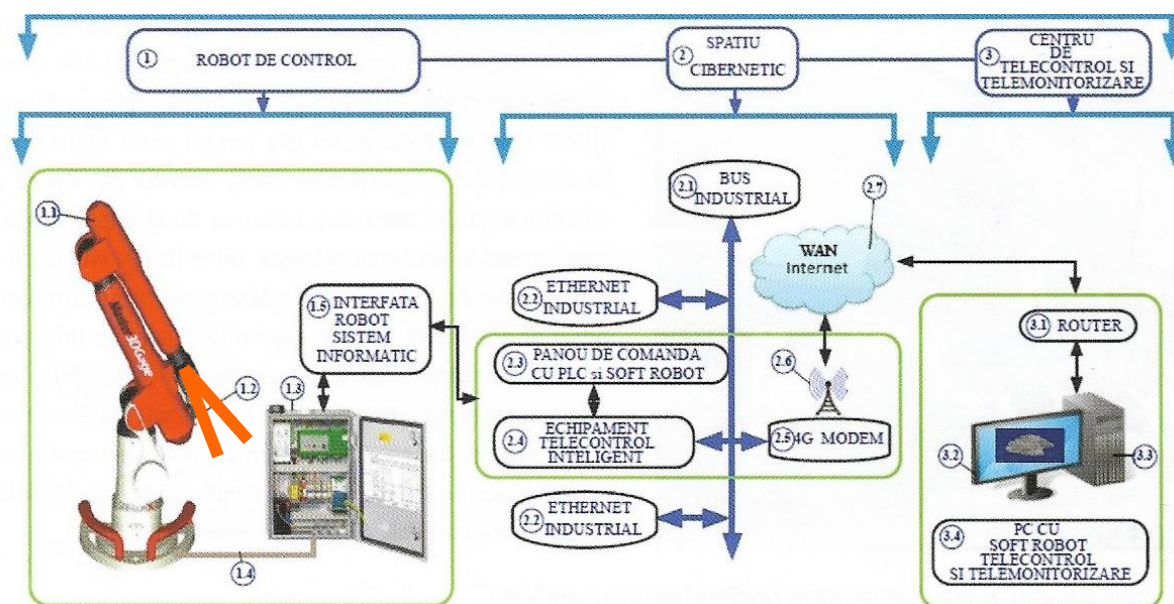 1 ROBOT DE CONTROL
2 SPATIU
CIBERNETIC
3 CENTRU
DE
TELECONTROL SI
TELEMONITORIZARE
1.1
Master 3DGage
1.2
1.3
1.4
1.5 INTERFATA
ROBOT
SISTEM
INFORMATIC
2.1 BUS
INDUSTRIAL
2.2 ETHERNET
INDUSTRIAL
2.3 PANOU DE COMANDA
CU PLC si SOFT ROBOT
2.4 ECHIPAMENT
TELECONTROL
INTELIGENT
2.2 ETHERNET
INDUSTRIAL
2.7
WAN
Internet
2.6
2.5 4G MODEM
3.1 ROUTER
3.2
3.3
3.4 PC CU
SOFT ROBOT
TELECONTROL
SI TELEMONITORIZARE